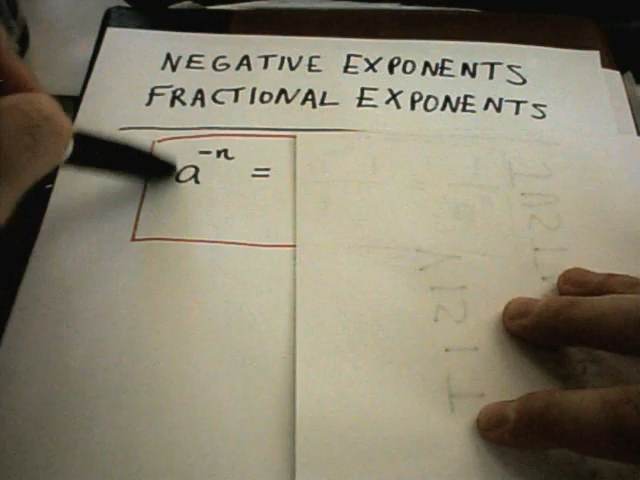 NEGATIVE EXPONENTS
FRACTIONAL EXPONENTS
a⁻ⁿ =